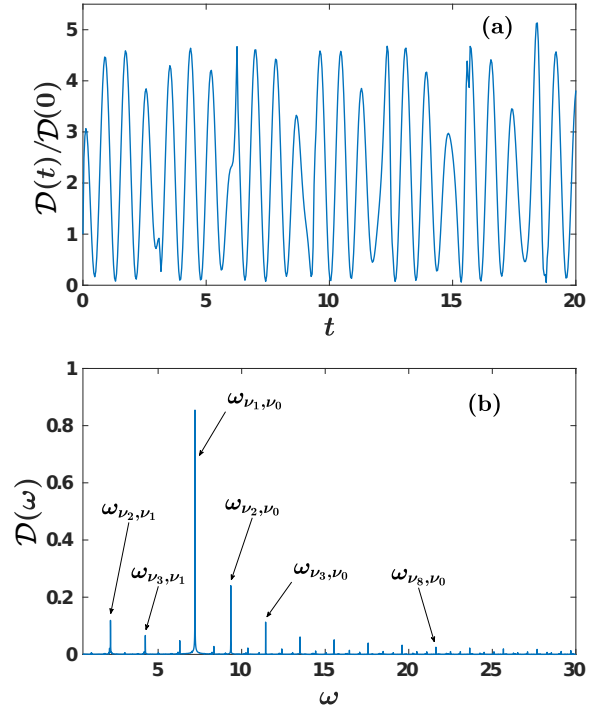 (a)
𝒟(t)/𝒟(0)
5
4
3
2
1
0
0 5 10 15 20
t
(b)
𝒟(ω)
1
0.8
0.6
0.4
0.2
0
ω_{ν₁,ν₀}
ω_{ν₂,ν₁}
ω_{ν₂,ν₀}
ω_{ν₃,ν₁}
ω_{ν₃,ν₀}
ω_{ν₈,ν₀}
5 10 15 20 25 30
ω